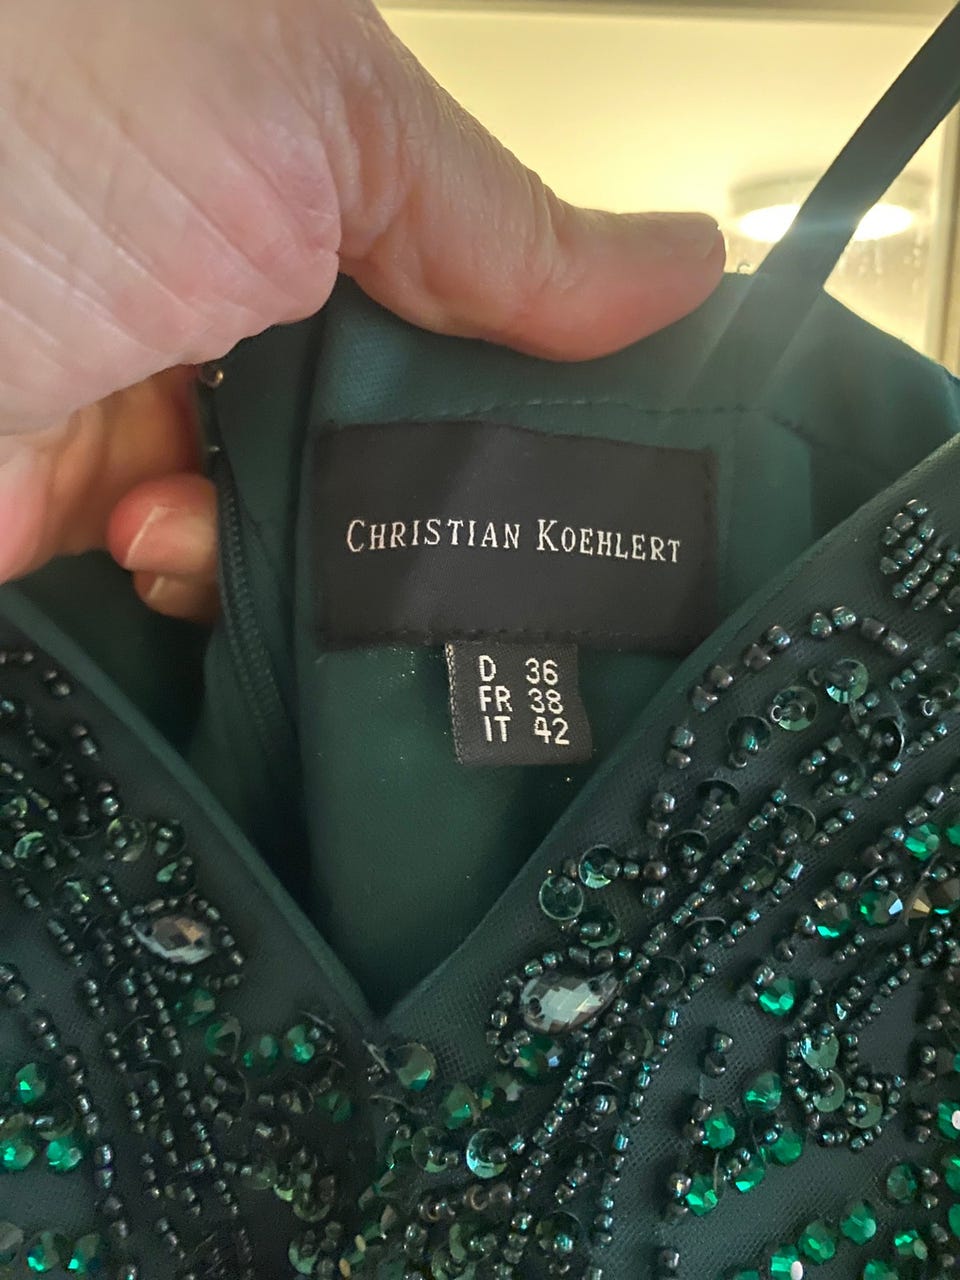 CHRISTIAN KOEHLERT
D 36
FR 38
IT 42